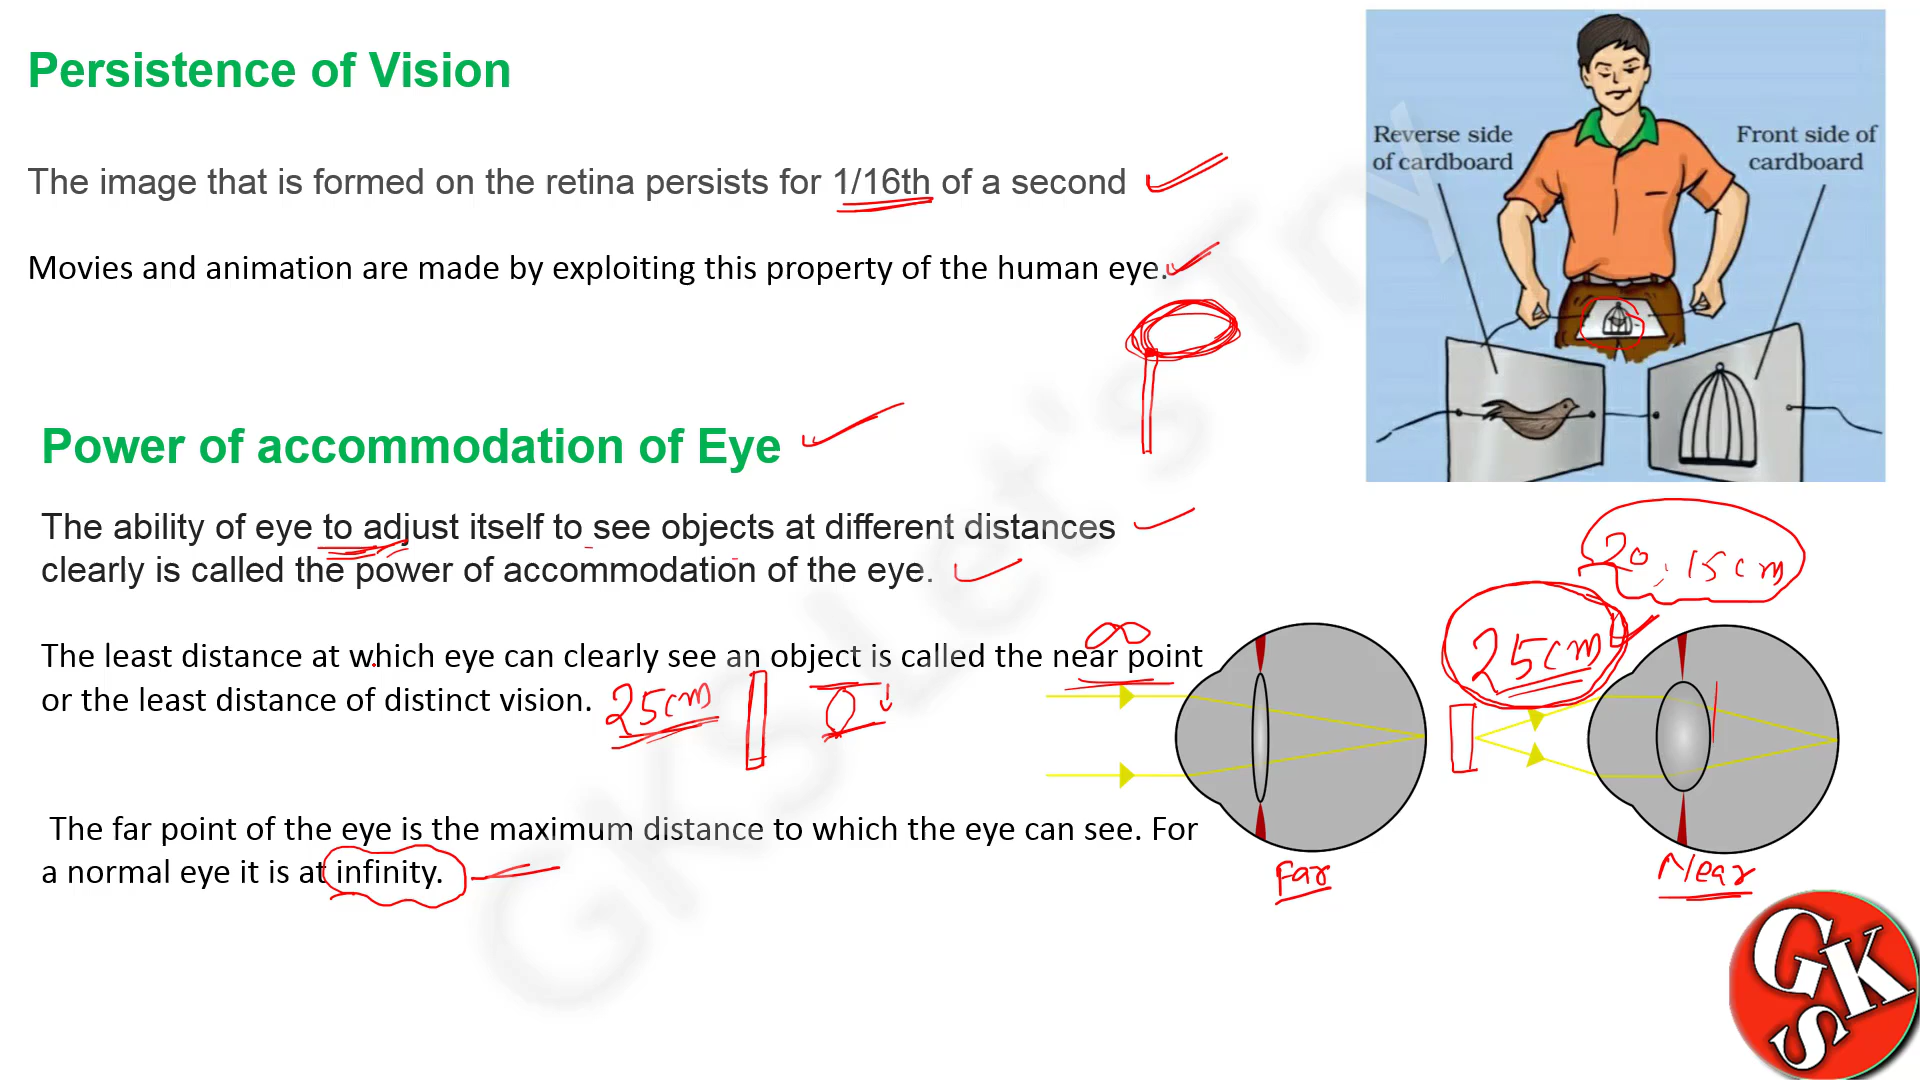 Persistence of Vision
The image that is formed on the retina persists for 1/16th of a second
Movies and animation are made by exploiting this property of the human eye.
Reverse side
of cardboard
Front side of
cardboard
Power of accommodation of Eye
The ability of eye to adjust itself to see objects at different distances
clearly is called the power of accommodation of the eye.
20, 15cm
The least distance at which eye can clearly see an object is called the near point
or the least distance of distinct vision.
25cm
∞
25cm
The far point of the eye is the maximum distance to which the eye can see. For
a normal eye it is at infinity.
Far
Near
GKSLet'sTry
GKS